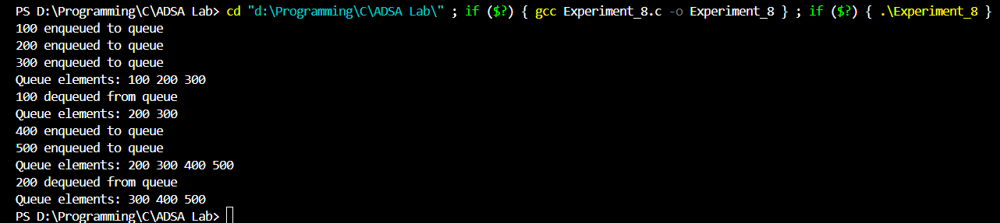 PS D:\Programming\C\ADSA Lab> cd "d:\Programming\C\ADSA Lab\" ; if ($?) { gcc Experiment_8.c -o Experiment_8 } ; if ($?) { .\Experiment_8 }
100 enqueued to queue
200 enqueued to queue
300 enqueued to queue
Queue elements: 100 200 300
100 dequeued from queue
Queue elements: 200 300
400 enqueued to queue
500 enqueued to queue
Queue elements: 200 300 400 500
200 dequeued from queue
Queue elements: 300 400 500
PS D:\Programming\C\ADSA Lab>